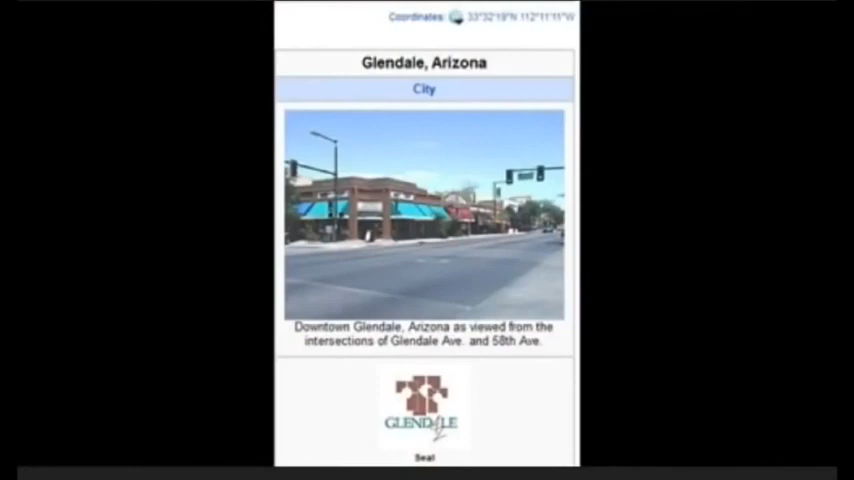 Coordinates: 33°32'19"N 112°11'11"W
Glendale, Arizona
City
Downtown Glendale, Arizona as viewed from the
intersections of Glendale Ave. and 58th Ave.
GLENDALE
AZ
Seal